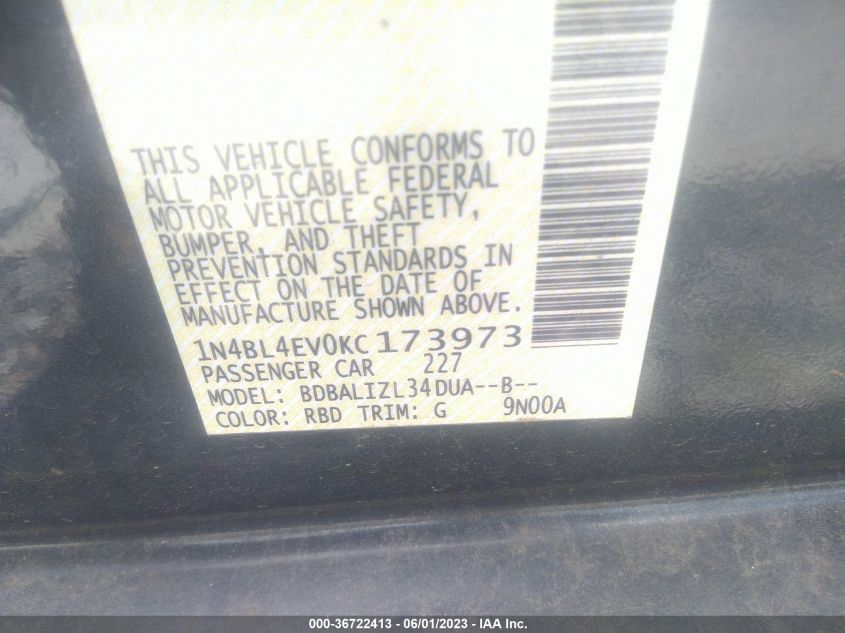 THIS VEHICLE CONFORMS TO
ALL APPLICABLE FEDERAL
MOTOR VEHICLE SAFETY,
BUMPER, AND THEFT
PREVENTION STANDARDS IN
EFFECT ON THE DATE OF
MANUFACTURE SHOWN ABOVE.
1N4BL4EV0KC173973
PASSENGER CAR 227
MODEL: BDBALIZL34DUA--B--
COLOR: RBD TRIM: G 9N00A
000-36722413 - 06/01/2023 - IAA Inc.